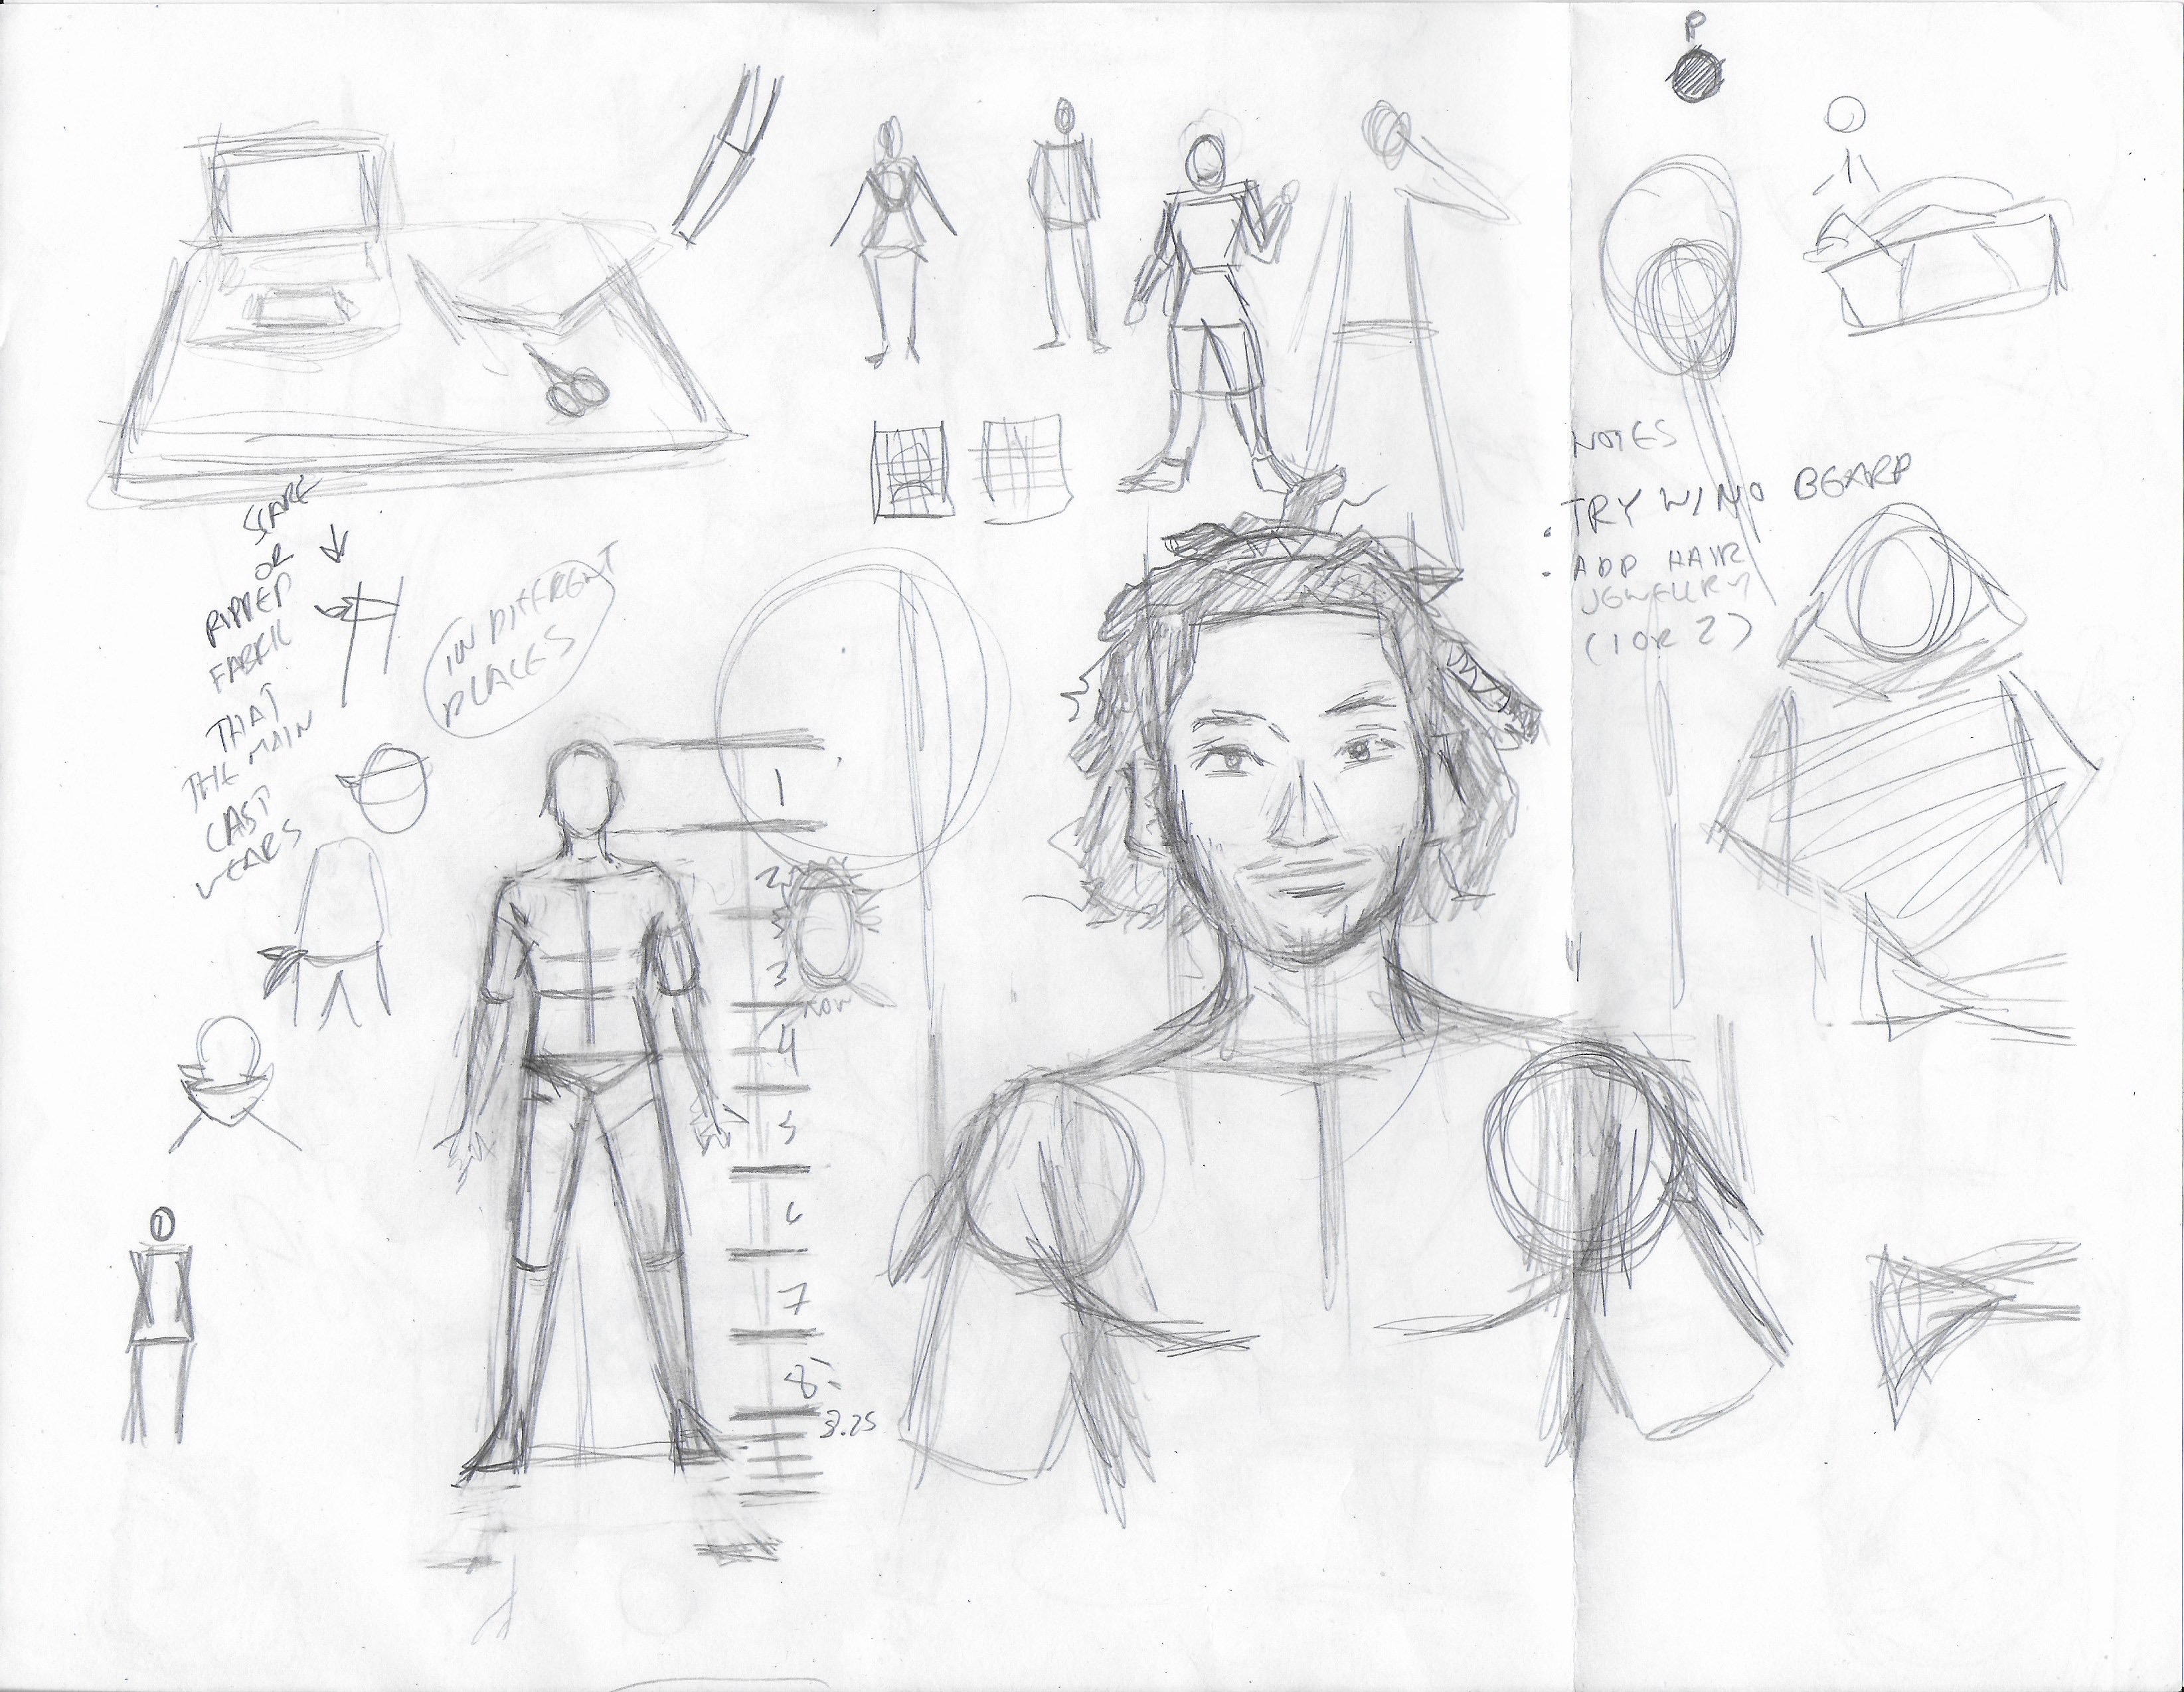 P
NOTES
TRY W/ NO BEARD
ADD HAIR
JEWELLRY
(1 OR 2)
SCARF
OR
RIPPED
FABRIC
THAT
THE MAIN
CAST
WEARS
IN DIFFERENT
PLACES
1
2
3
NOW
4
5
6
7
8
8.25